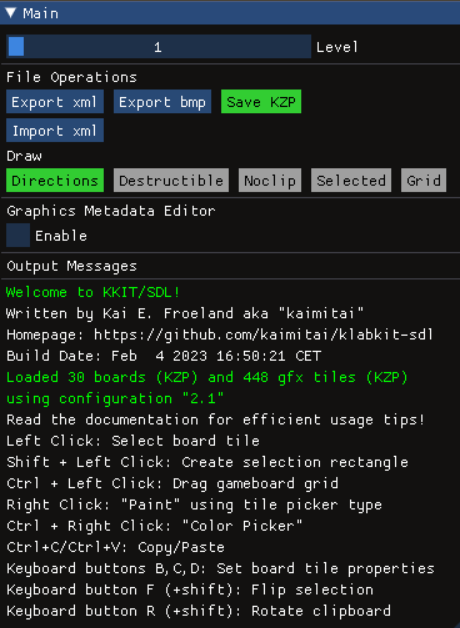 Main
1 Level
File Operations
Export xml Export bmp Save KZP
Import xml
Draw
Directions Destructible Noclip Selected Grid
Graphics Metadata Editor
Enable
Output Messages
Welcome to KKIT/SDL!
Written by Kai E. Froeland aka "kaimitai"
Homepage: https://github.com/kaimitai/klabkit-sdl
Build Date: Feb  4 2023 16:50:21 CET
Loaded 30 boards (KZP) and 448 gfx tiles (KZP)
using configuration "2.1"
Read the documentation for efficient usage tips!
Left Click: Select board tile
Shift + Left Click: Create selection rectangle
Ctrl + Left Click: Drag gameboard grid
Right Click: "Paint" using tile picker type
Ctrl + Right Click: "Color Picker"
Ctrl+C/Ctrl+V: Copy/Paste
Keyboard buttons B,C,D: Set board tile properties
Keyboard button F (+shift): Flip selection
Keyboard button R (+shift): Rotate clipboard